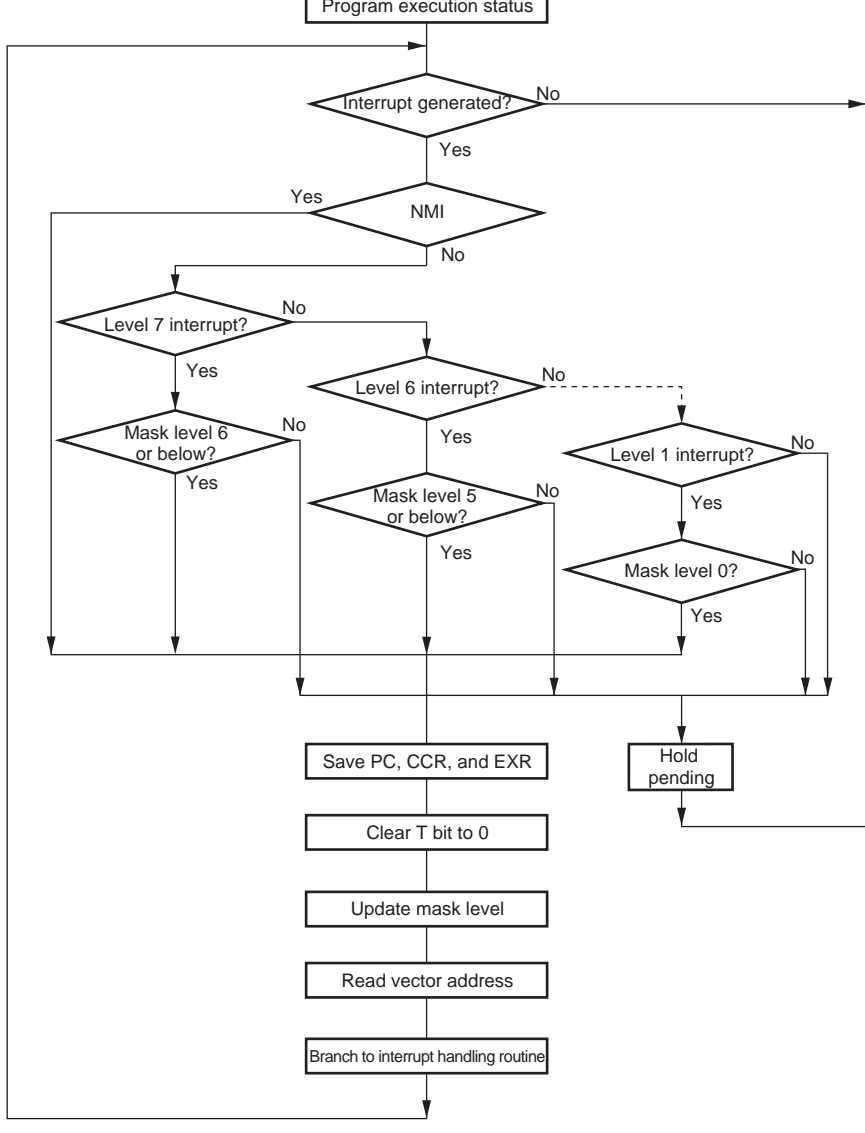 Program execution status
Interrupt generated?
No
Yes
Yes
NMI
No
Level 7 interrupt?
No
Yes
Level 6 interrupt?
No
Yes
Mask level 6
or below?
No
Yes
Level 1 interrupt?
No
Yes
Mask level 5
or below?
No
Yes
Mask level 0?
No
Yes
Save PC, CCR, and EXR
Hold
pending
Clear T bit to 0
Update mask level
Read vector address
Branch to interrupt handling routine